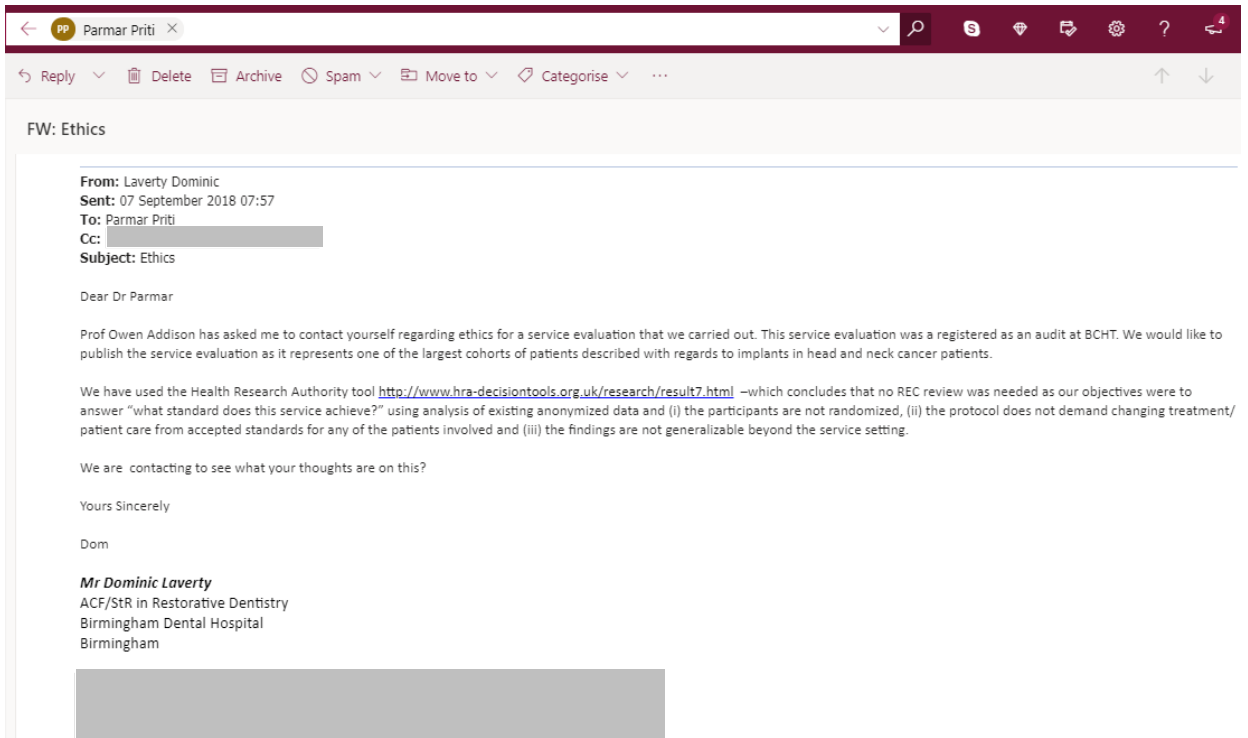 PP Parmar Priti
S
4
Reply Delete Archive Spam Move to Categorise ...
FW: Ethics
From: Laverty Dominic
Sent: 07 September 2018 07:57
To: Parmar Priti
Cc:
Subject: Ethics
Dear Dr Parmar
Prof Owen Addison has asked me to contact yourself regarding ethics for a service evaluation that we carried out. This service evaluation was a registered as an audit at BCHT. We would like to
publish the service evaluation as it represents one of the largest cohorts of patients described with regards to implants in head and neck cancer patients.
We have used the Health Research Authority tool http://www.hra-decisiontools.org.uk/research/result7.html –which concludes that no REC review was needed as our objectives were to
answer “what standard does this service achieve?” using analysis of existing anonymized data and (i) the participants are not randomized, (ii) the protocol does not demand changing treatment/
patient care from accepted standards for any of the patients involved and (iii) the findings are not generalizable beyond the service setting.
We are contacting to see what your thoughts are on this?
Yours Sincerely
Dom
Mr Dominic Laverty
ACF/StR in Restorative Dentistry
Birmingham Dental Hospital
Birmingham